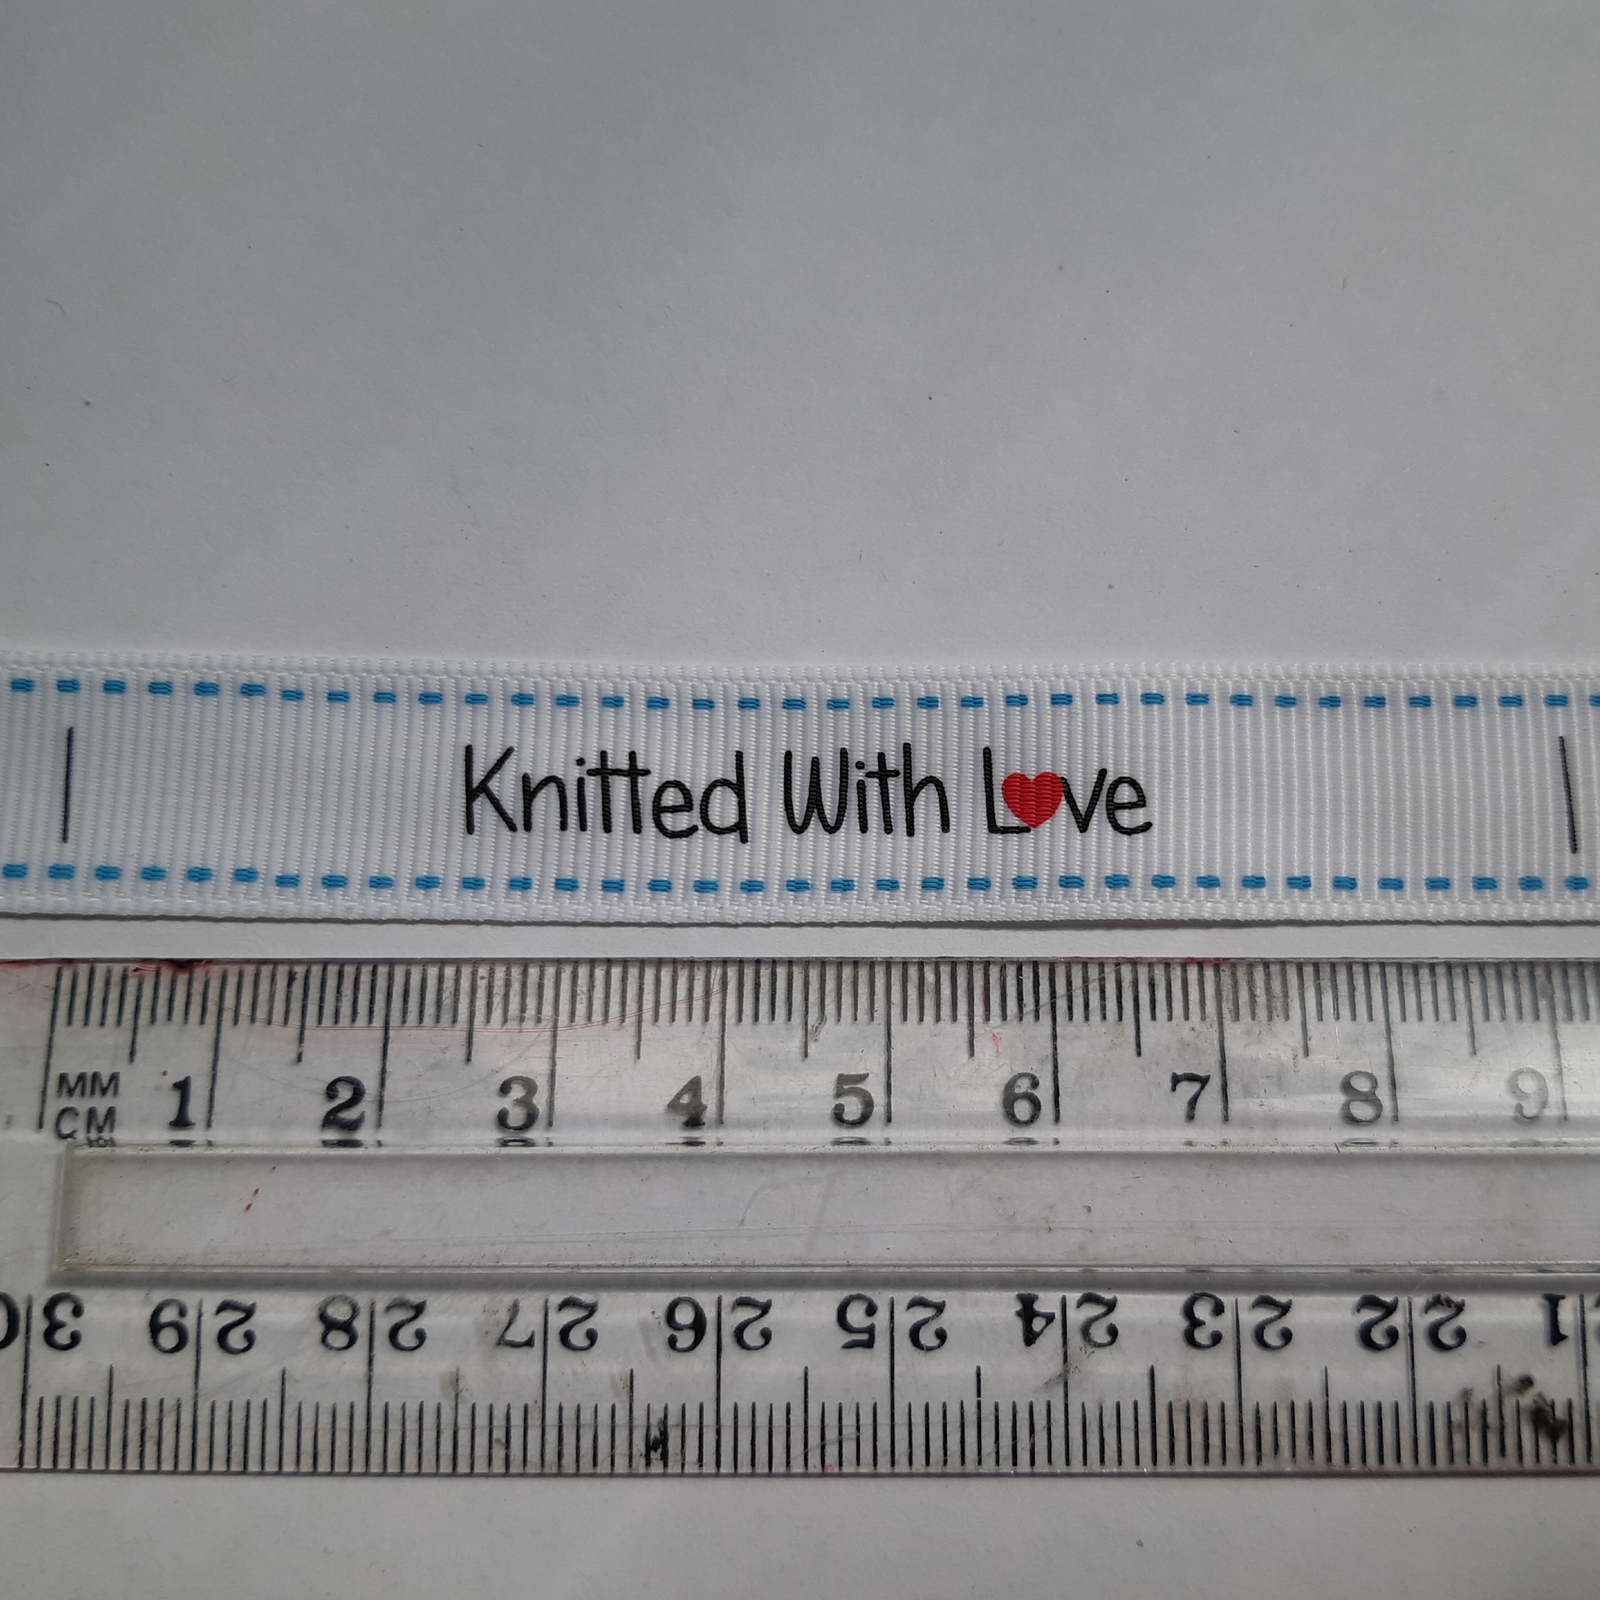 Knitted With L❤ve
MM
CM 1 2 3 4 5 6 7 8 9
30 29 28 27 26 25 24 23 22 21